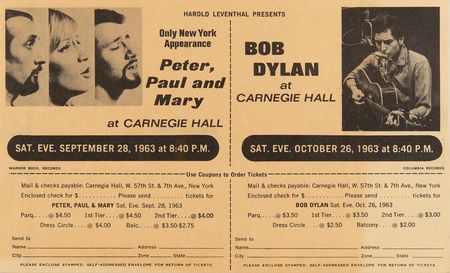 HAROLD LEVENTHAL PRESENTS
Only New York
Appearance
Peter,
Paul and
Mary
at CARNEGIE HALL
SAT. EVE. SEPTEMBER 28, 1963 at 8:40 P.M.
WARNER BROS. RECORDS
BOB
DYLAN
at
CARNEGIE HALL
SAT. EVE. OCTOBER 26, 1963 at 8:40 P.M.
COLUMBIA RECORDS
Use Coupons to Order Tickets
Mail & checks payable: Carnegie Hall, W. 57th St. & 7th Ave., New York
Enclosed check for $.......... Please send .......... tickets for
PETER, PAUL & MARY Sat. Eve. Sept. 28, 1963
Parq.....@ $4.50 1st Tier....@ $4.50 2nd Tier....@ $4.00
Dress Circle....@ $4.00 Balc.....@ $3.50-$2.75
Send to
Name Address
City Zone State
PLEASE ENCLOSE STAMPED, SELF-ADDRESSED ENVELOPE FOR RETURN OF TICKETS
Mail & checks payable: Carnegie Hall, W. 57th St. & 7th Ave., New York
Enclosed check for $.......... Please send .......... tickets for
BOB DYLAN Sat. Eve. Oct. 26, 1963
Parq.....@ $3.50 1st Tier....@ $3.50 2nd Tier....@ $3.00
Dress Circle @ $2.50 Balcony.....@ $2.00
Send to
Name Address
City Zone State
PLEASE ENCLOSE STAMPED, SELF-ADDRESSED ENVELOPE FOR RETURN OF TICKETS